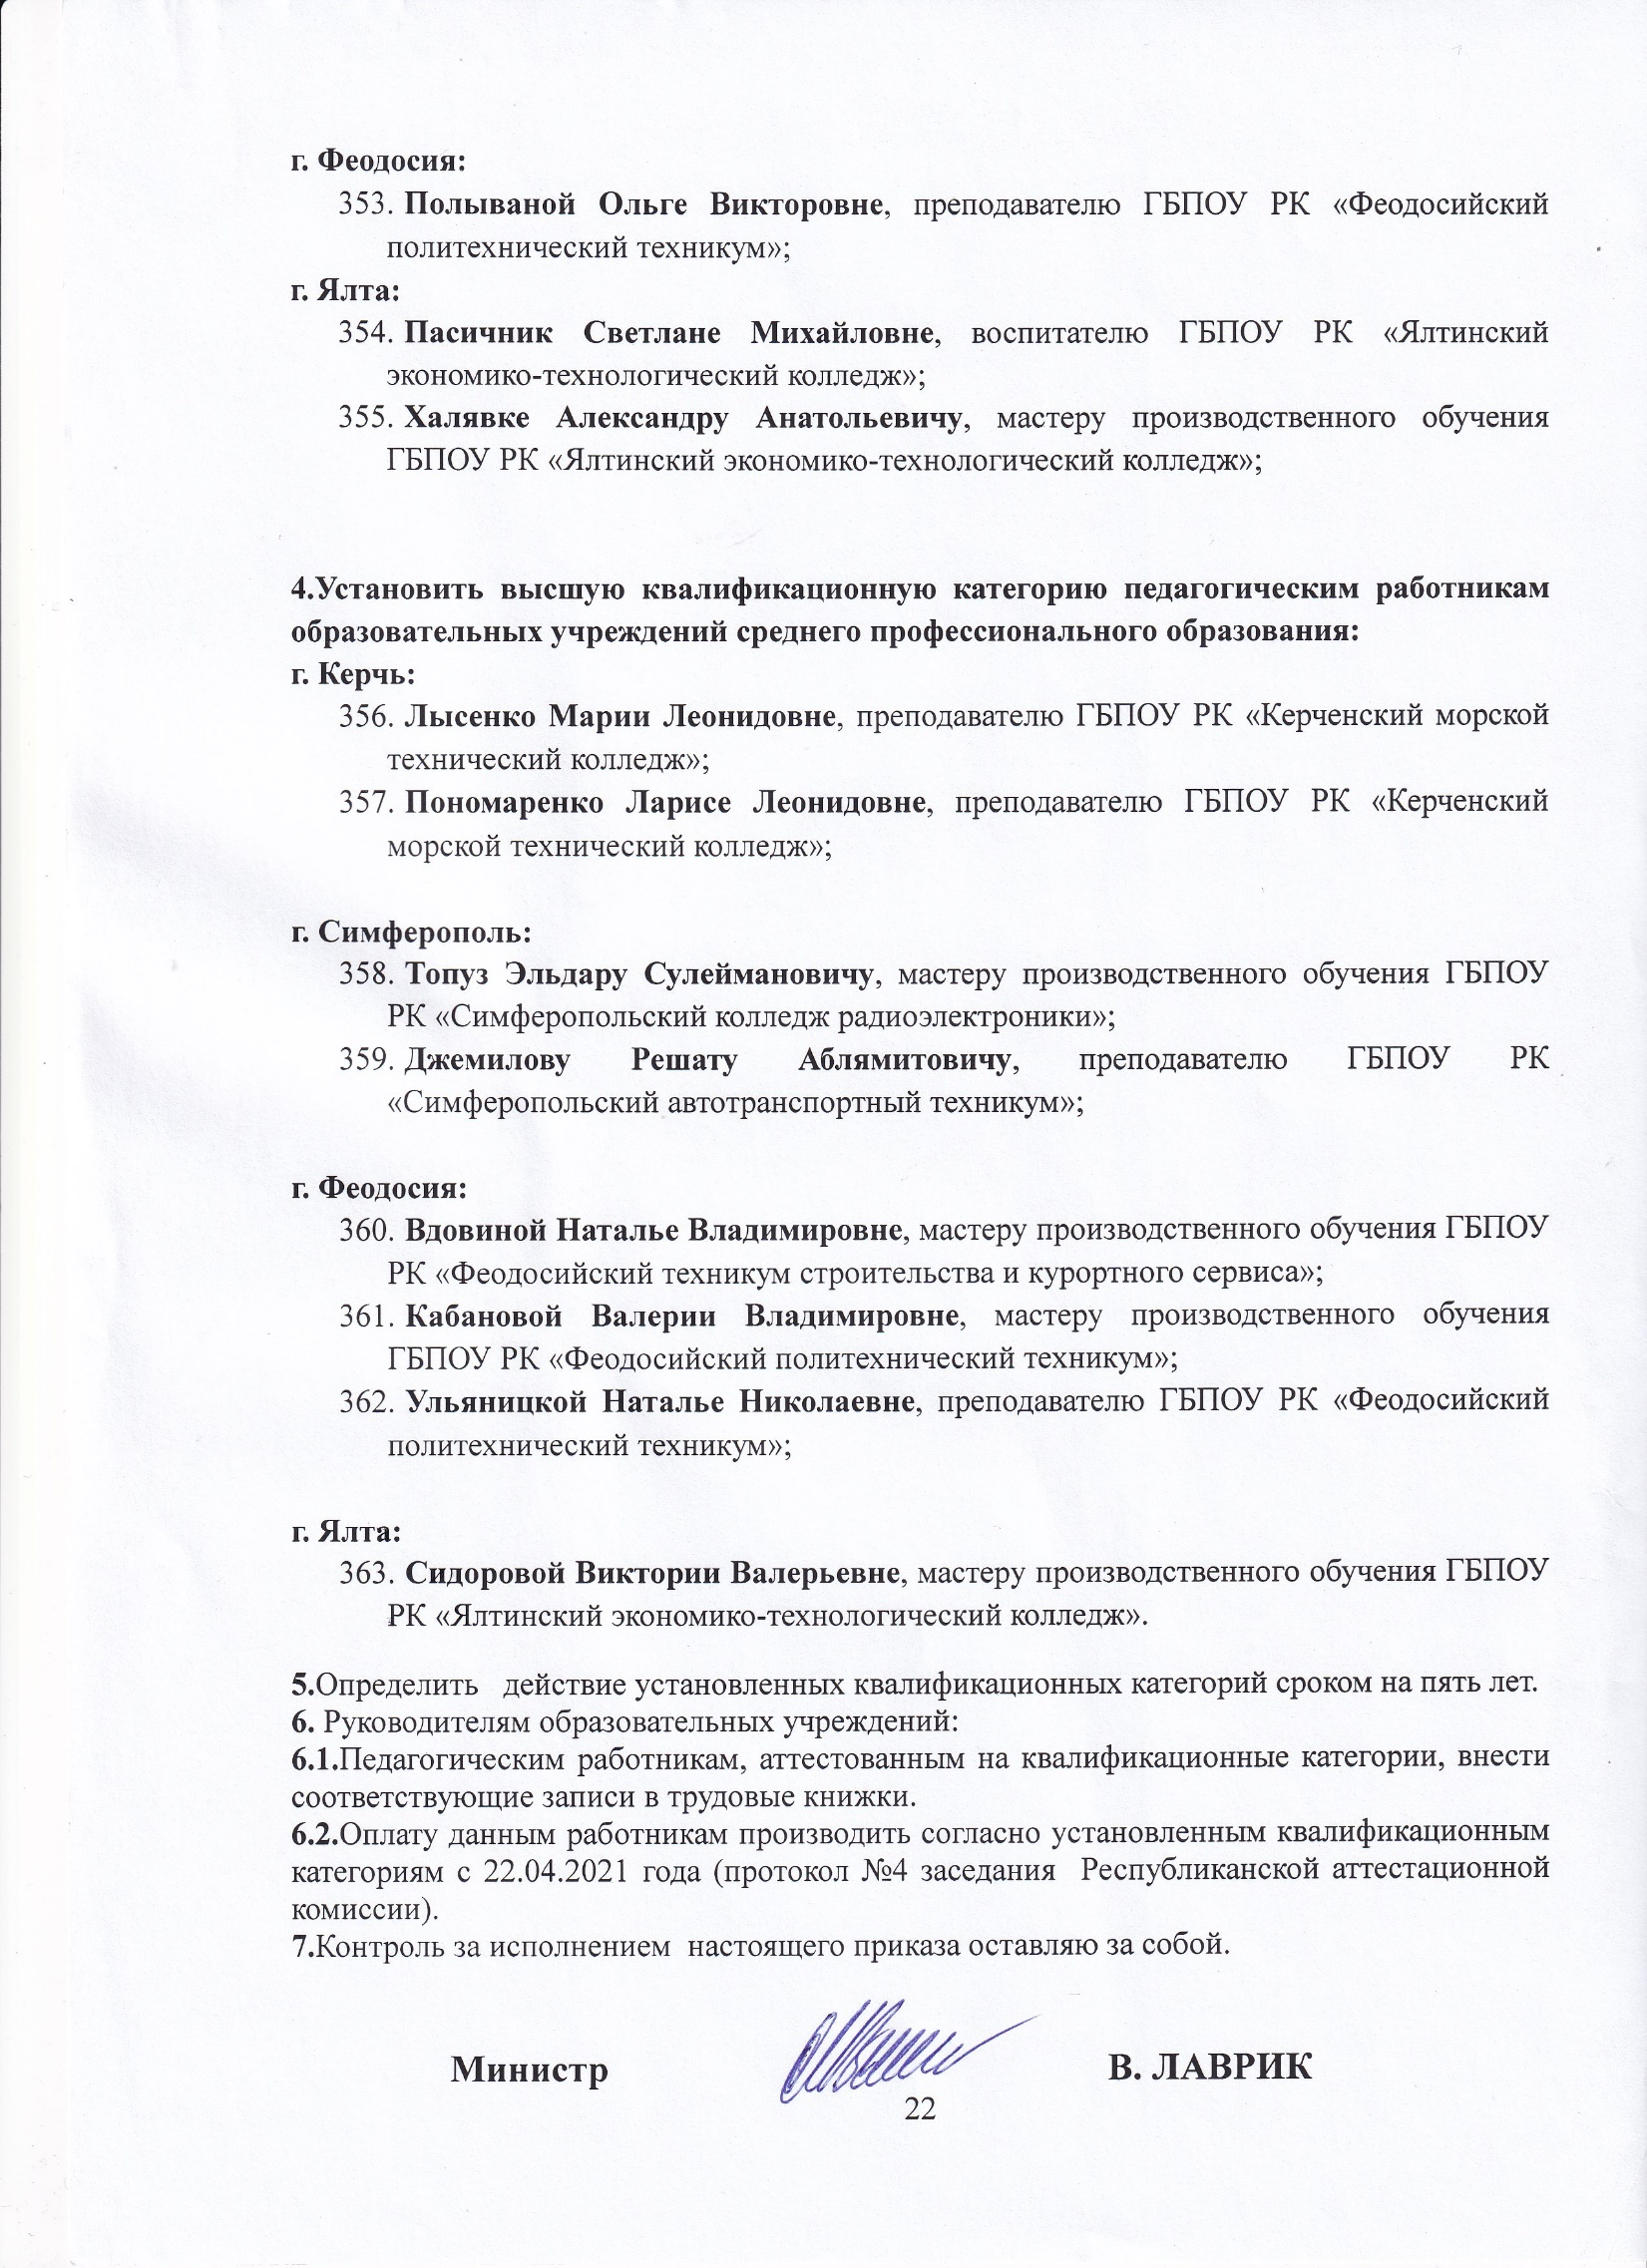 г. Феодосия:
353. Полываной Ольге Викторовне, преподавателю ГБПОУ РК «Феодосийский
политехнический техникум»;
г. Ялта:
354. Пасичник Светлане Михайловне, воспитателю ГБПОУ РК «Ялтинский
экономико-технологический колледж»;
355. Халявке Александру Анатольевичу, мастеру производственного обучения
ГБПОУ РК «Ялтинский экономико-технологический колледж»;
4.Установить высшую квалификационную категорию педагогическим работникам
образовательных учреждений среднего профессионального образования:
г. Керчь:
356. Лысенко Марии Леонидовне, преподавателю ГБПОУ РК «Керченский морской
технический колледж»;
357. Пономаренко Ларисе Леонидовне, преподавателю ГБПОУ РК «Керченский
морской технический колледж»;
г. Симферополь:
358. Топуз Эльдару Сулеймановичу, мастеру производственного обучения ГБПОУ
РК «Симферопольский колледж радиоэлектроники»;
359. Джемилову Решату Аблямитовичу, преподавателю ГБПОУ РК
«Симферопольский автотранспортный техникум»;
г. Феодосия:
360. Вдовиной Наталье Владимировне, мастеру производственного обучения ГБПОУ
РК «Феодосийский техникум строительства и курортного сервиса»;
361. Кабановой Валерии Владимировне, мастеру производственного обучения
ГБПОУ РК «Феодосийский политехнический техникум»;
362. Ульяницкой Наталье Николаевне, преподавателю ГБПОУ РК «Феодосийский
политехнический техникум»;
г. Ялта:
363. Сидоровой Виктории Валерьевне, мастеру производственного обучения ГБПОУ
РК «Ялтинский экономико-технологический колледж».
5.Определить действие установленных квалификационных категорий сроком на пять лет.
6. Руководителям образовательных учреждений:
6.1.Педагогическим работникам, аттестованным на квалификационные категории, внести
соответствующие записи в трудовые книжки.
6.2.Оплату данным работникам производить согласно установленным квалификационным
категориям с 22.04.2021 года (протокол №4 заседания Республиканской аттестационной
комиссии).
7.Контроль за исполнением настоящего приказа оставляю за собой.
Министр В. ЛАВРИК
22